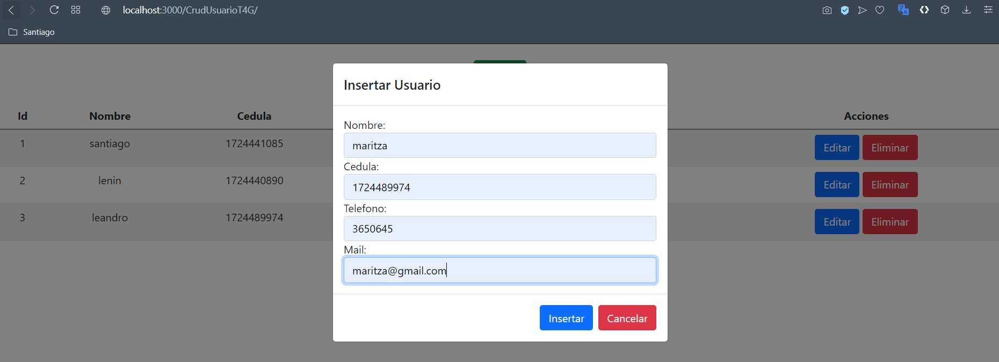 localhost:3000/CrudUsuarioT4G/
Santiago
Insertar Usuario
Nombre:
maritza
Cedula:
1724489974
Telefono:
3650645
Mail:
maritza@gmail.com
Insertar Cancelar
Id Nombre Cedula Acciones
1 santiago 1724441085 Editar Eliminar
2 lenin 1724440890 Editar Eliminar
3 leandro 1724489974 Editar Eliminar